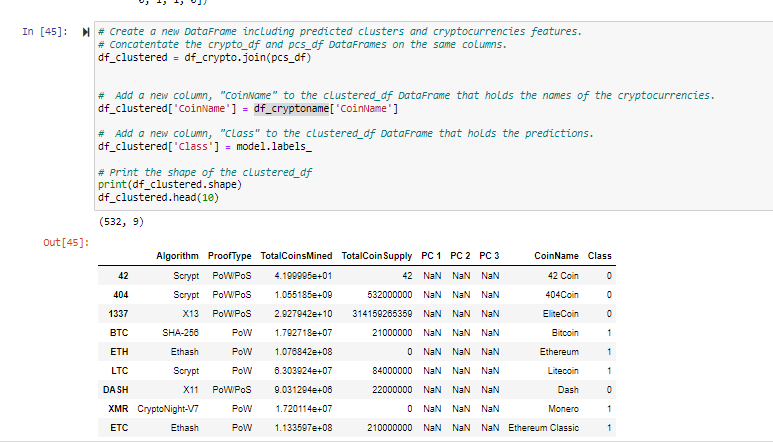 0, 1, 1, 0])
In [45]:
# Create a new DataFrame including predicted clusters and cryptocurrencies features.
# Concatentate the crypto_df and pcs_df DataFrames on the same columns.
df_clustered = df_crypto.join(pcs_df)
#  Add a new column, "CoinName" to the clustered_df DataFrame that holds the names of the cryptocurrencies.
df_clustered['CoinName'] = df_cryptoname['CoinName']
#  Add a new column, "Class" to the clustered_df DataFrame that holds the predictions.
df_clustered['Class'] = model.labels_
# Print the shape of the clustered_df
print(df_clustered.shape)
df_clustered.head(10)
(532, 9)
Out[45]:
Algorithm ProofType TotalCoinsMined TotalCoinSupply PC 1 PC 2 PC 3 CoinName Class
42 Scrypt PoW/PoS 4.199995e+01 42 NaN NaN NaN 42 Coin 0
404 Scrypt PoW/PoS 1.055185e+09 532000000 NaN NaN NaN 404Coin 0
1337 X13 PoW/PoS 2.927942e+10 314159265359 NaN NaN NaN EliteCoin 0
BTC SHA-256 PoW 1.792718e+07 21000000 NaN NaN NaN Bitcoin 1
ETH Ethash PoW 1.076842e+08 0 NaN NaN NaN Ethereum 1
LTC Scrypt PoW 6.303924e+07 84000000 NaN NaN NaN Litecoin 1
DASH X11 PoW/PoS 9.031294e+06 22000000 NaN NaN NaN Dash 0
XMR CryptoNight-V7 PoW 1.720114e+07 0 NaN NaN NaN Monero 1
ETC Ethash PoW 1.133597e+08 210000000 NaN NaN NaN Ethereum Classic 1